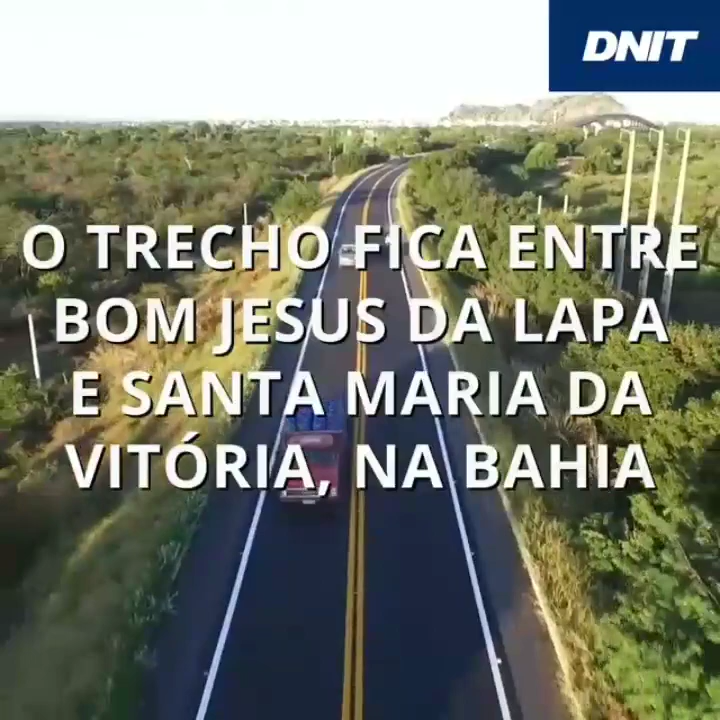 DNIT
O TRECHO FICA ENTRE
BOM JESUS DA LAPA
E SANTA MARIA DA
VITÓRIA, NA BAHIA